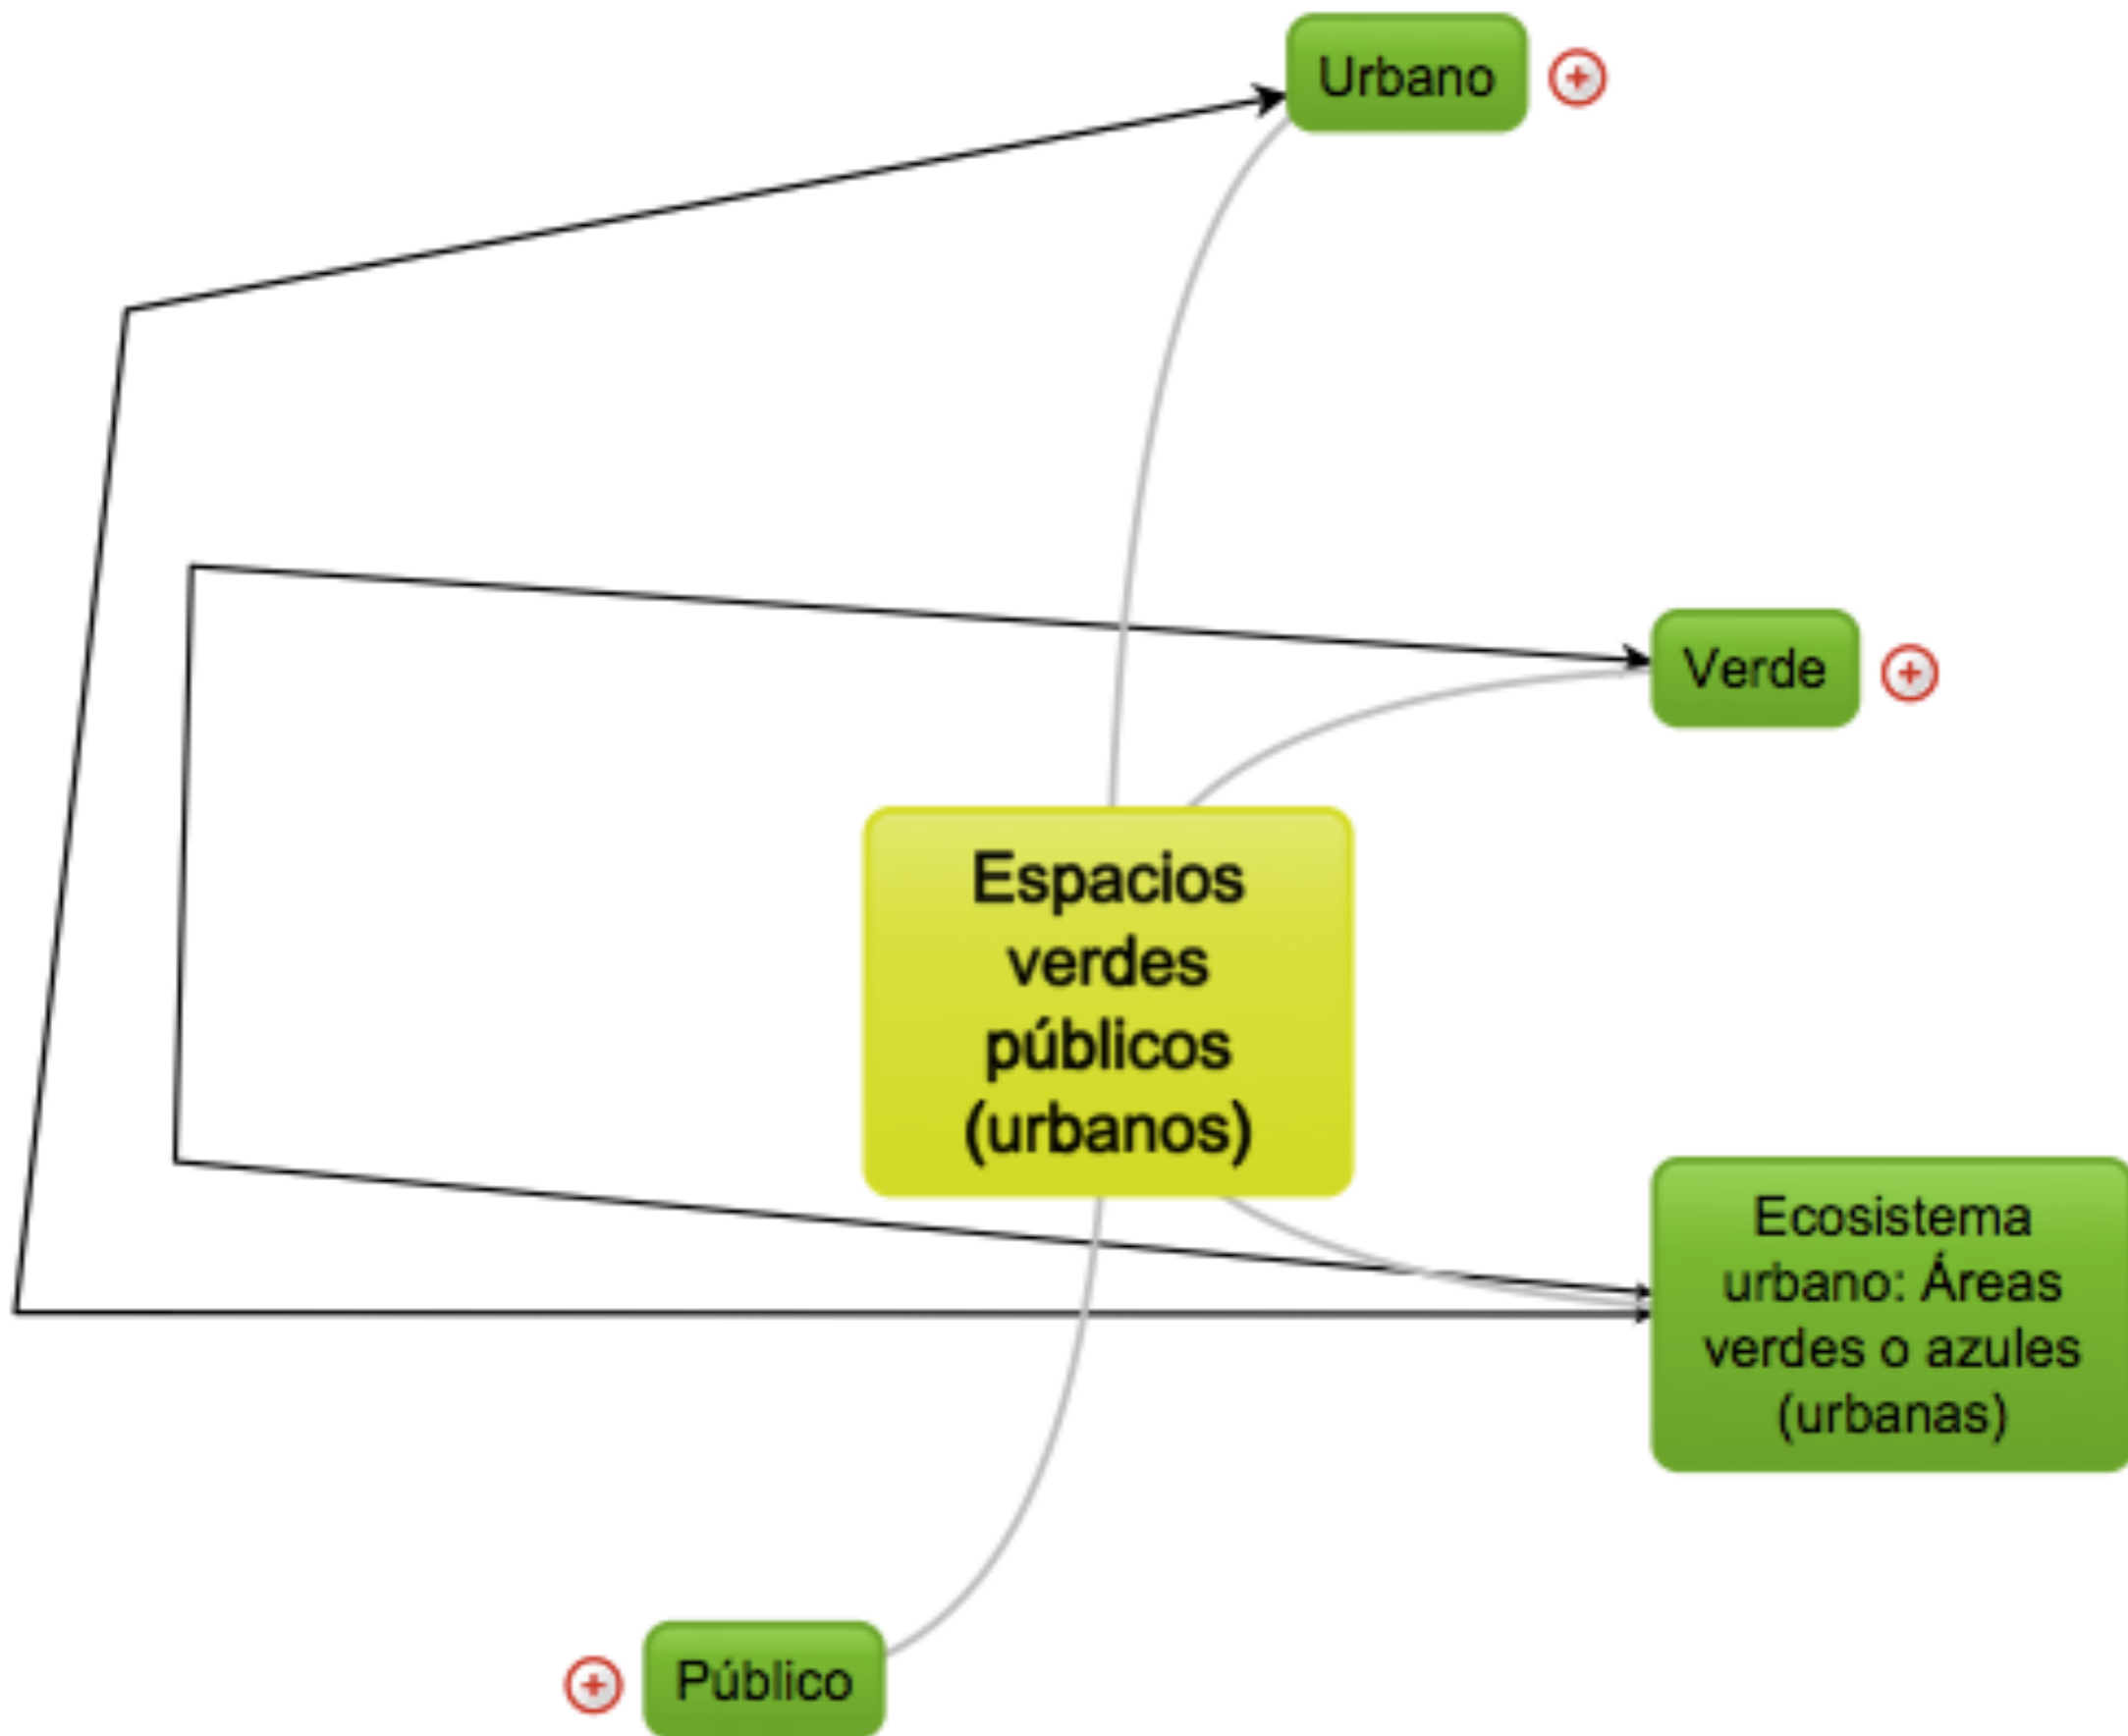 Urbano
Verde
Espacios
verdes
públicos
(urbanos)
Ecosistema
urbano: Áreas
verdes o azules
(urbanas)
Público